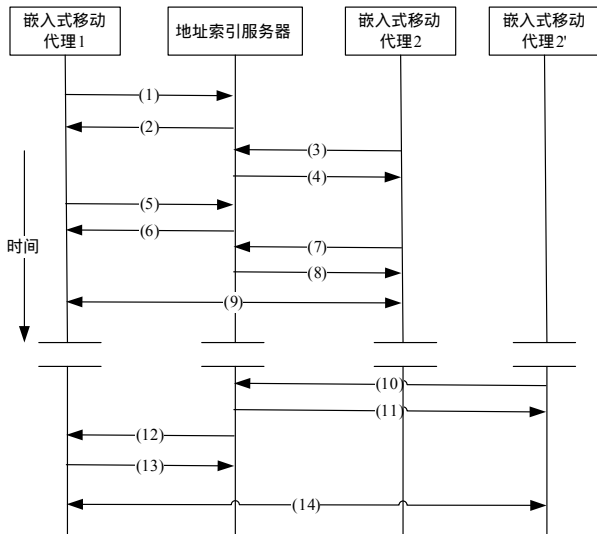 嵌入式移动
代理1
地址索引服务器
嵌入式移动
代理2
嵌入式移动
代理2'
(1)
(2)
(3)
(4)
(5)
(6)
(7)
(8)
时间
(9)
(10)
(11)
(12)
(13)
(14)